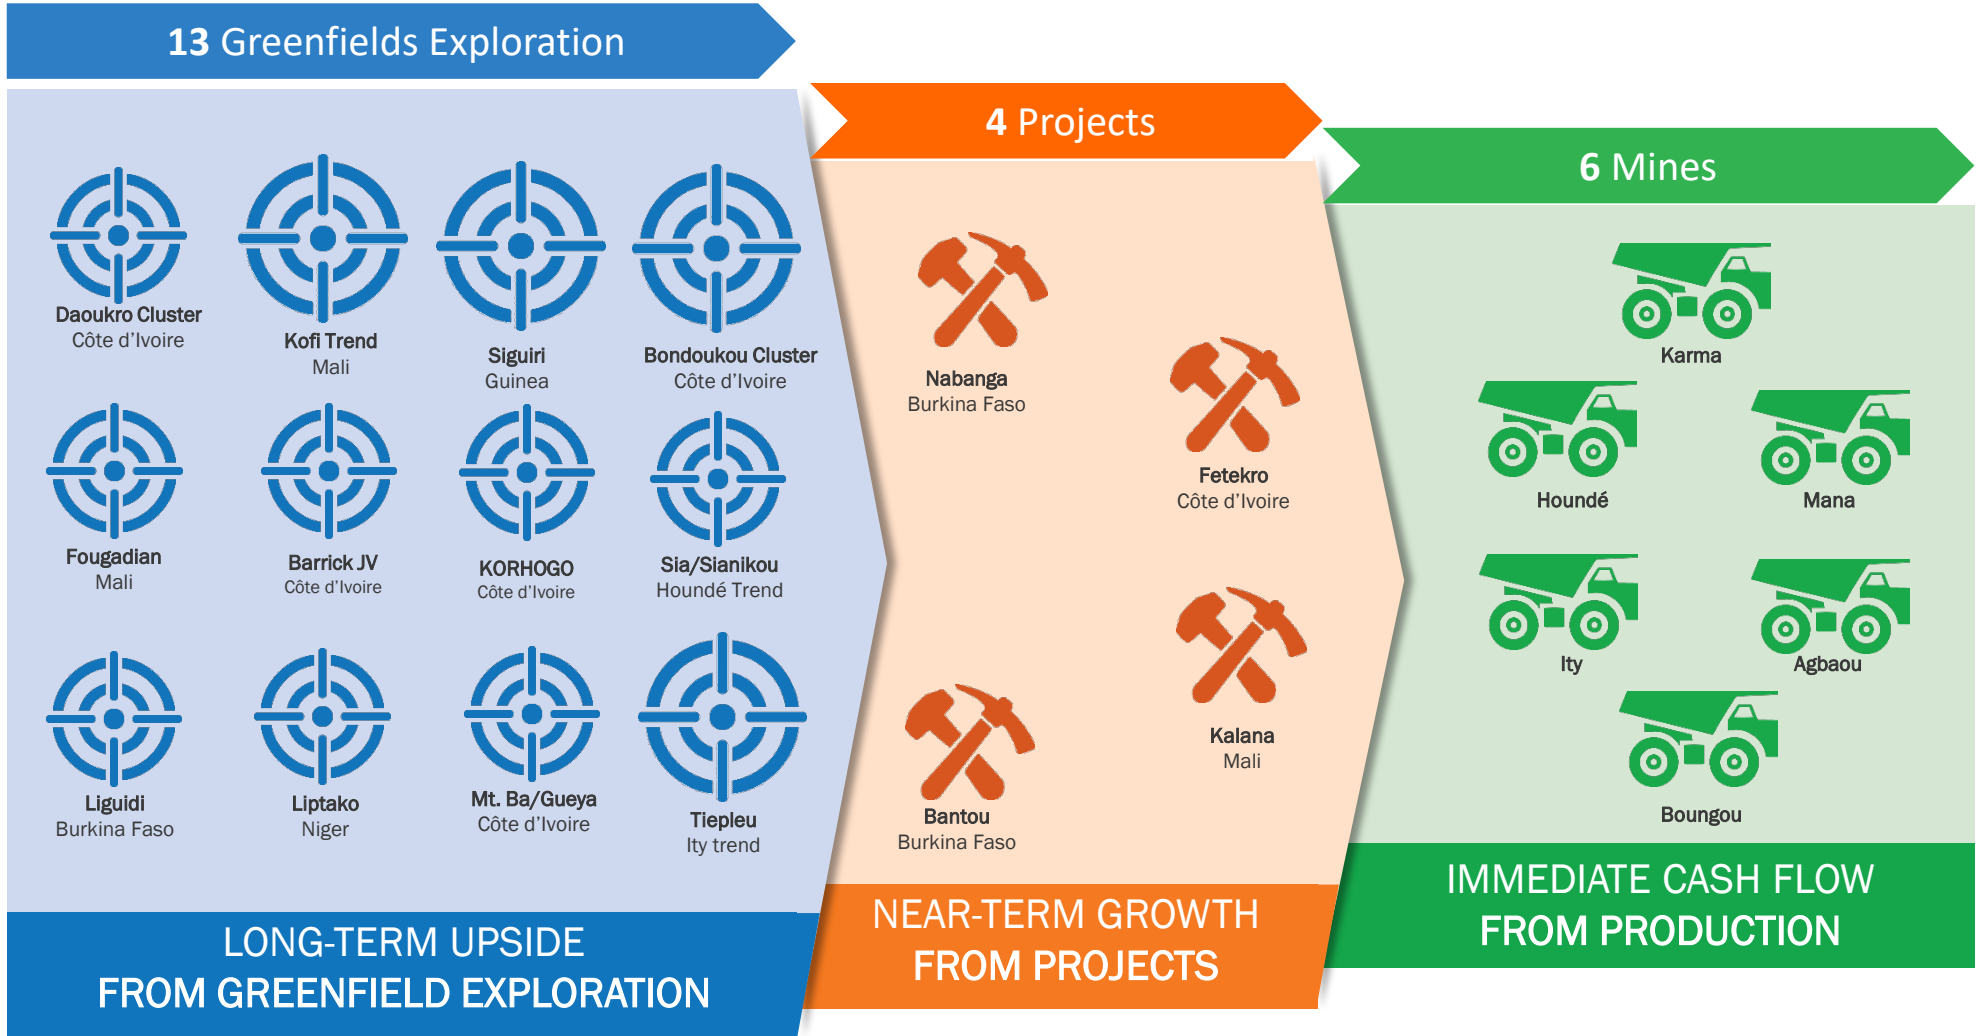 13 Greenfields Exploration
Daoukro Cluster
Côte d'Ivoire
Kofi Trend
Mali
Siguiri
Guinea
Bondoukou Cluster
Côte d'Ivoire
Fougadian
Mali
Barrick JV
Côte d'Ivoire
KORHOGO
Côte d'Ivoire
Sia/Sianikou
Houndé Trend
Liguidi
Burkina Faso
Liptako
Niger
Mt. Ba/Gueya
Côte d'Ivoire
Tiepleu
Ity trend
LONG-TERM UPSIDE
FROM GREENFIELD EXPLORATION
4 Projects
Nabanga
Burkina Faso
Fetekro
Côte d'Ivoire
Kalana
Mali
Bantou
Burkina Faso
NEAR-TERM GROWTH
FROM PROJECTS
6 Mines
Karma
Houndé
Mana
Ity
Agbaou
Boungou
IMMEDIATE CASH FLOW
FROM PRODUCTION